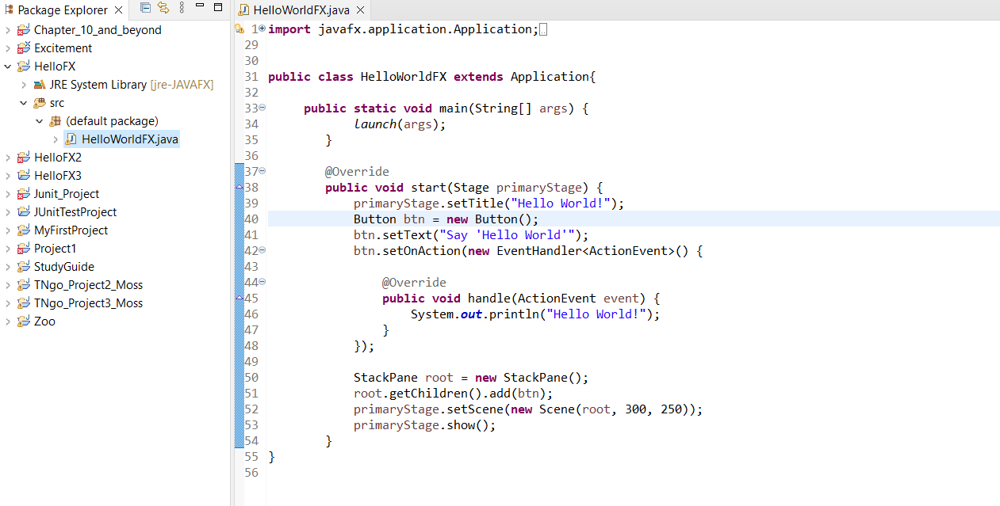 Package Explorer
Chapter_10_and_beyond
Excitement
HelloFX
JRE System Library [jre-JAVAFX]
src
(default package)
HelloWorldFX.java
HelloFX2
HelloFX3
Junit_Project
JUnitTestProject
MyFirstProject
Project1
StudyGuide
TNgo_Project2_Moss
TNgo_Project3_Moss
Zoo
HelloWorldFX.java
1 import javafx.application.Application;
29
30
31 public class HelloWorldFX extends Application{
32
33 public static void main(String[] args) {
34 launch(args);
35 }
36
37 @Override
38 public void start(Stage primaryStage) {
39 primaryStage.setTitle("Hello World!");
40 Button btn = new Button();
41 btn.setText("Say 'Hello World'");
42 btn.setOnAction(new EventHandler<ActionEvent>() {
43
44 @Override
45 public void handle(ActionEvent event) {
46 System.out.println("Hello World!");
47 }
48 });
49
50 StackPane root = new StackPane();
51 root.getChildren().add(btn);
52 primaryStage.setScene(new Scene(root, 300, 250));
53 primaryStage.show();
54 }
55 }
56